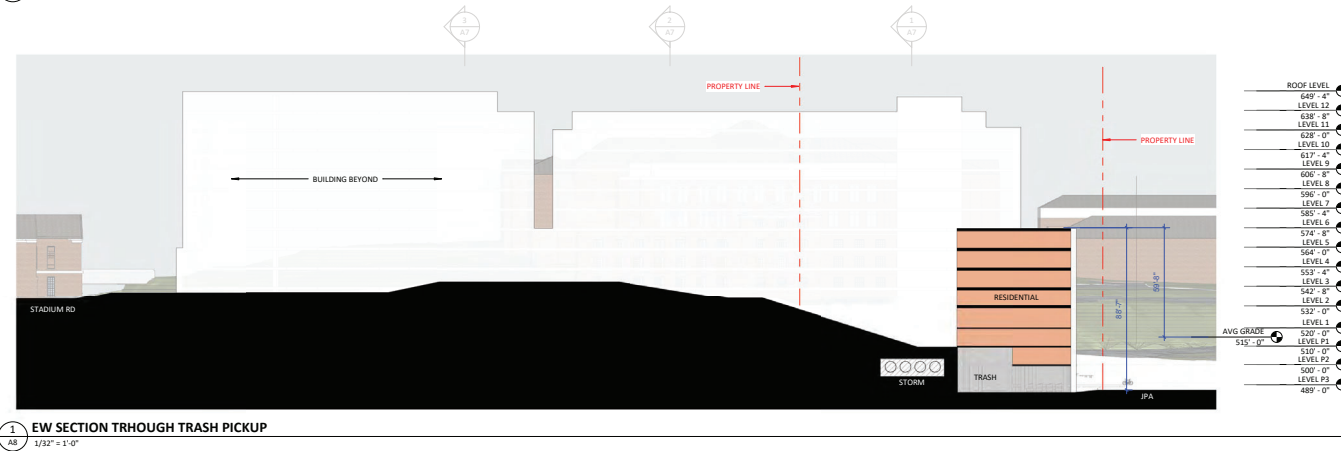 3
A7
2
A7
1
A7
PROPERTY LINE
PROPERTY LINE
BUILDING BEYOND
STADIUM RD
RESIDENTIAL
TRASH
STORM
JPA
88'-7"
59'-8"
ROOF LEVEL
649' - 4"
LEVEL 12
638' - 8"
LEVEL 11
628' - 0"
LEVEL 10
617' - 4"
LEVEL 9
606' - 8"
LEVEL 8
596' - 0"
LEVEL 7
585' - 4"
LEVEL 6
574' - 8"
LEVEL 5
564' - 0"
LEVEL 4
553' - 4"
LEVEL 3
542' - 8"
LEVEL 2
532' - 0"
LEVEL 1
520' - 0"
AVG GRADE
515' - 0"
LEVEL P1
510' - 0"
LEVEL P2
500' - 0"
LEVEL P3
489' - 0"
1
A8
EW SECTION TRHOUGH TRASH PICKUP
1/32" = 1'-0"